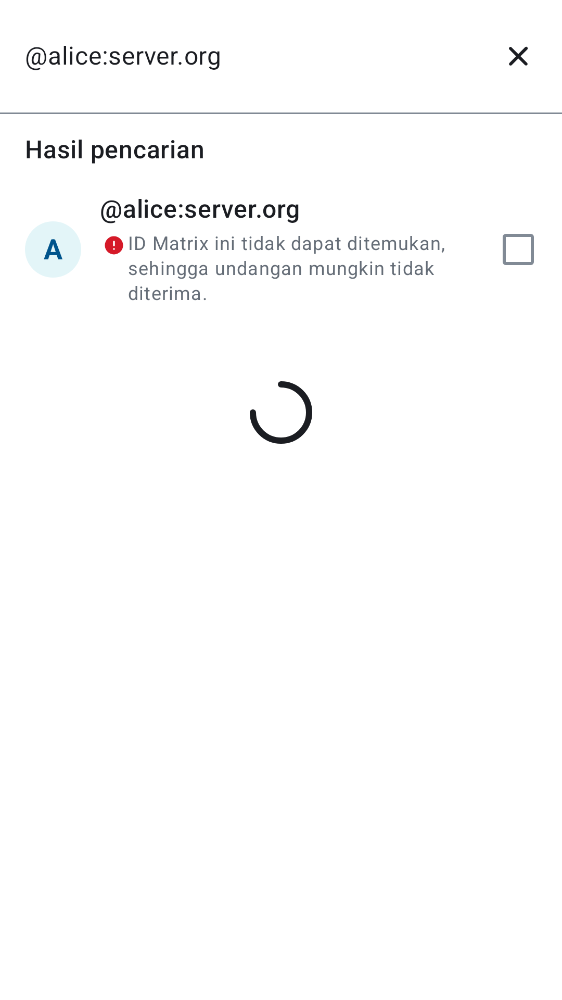 @alice:server.org
Hasil pencarian
@alice:server.org
A
ID Matrix ini tidak dapat ditemukan,
sehingga undangan mungkin tidak
diterima.